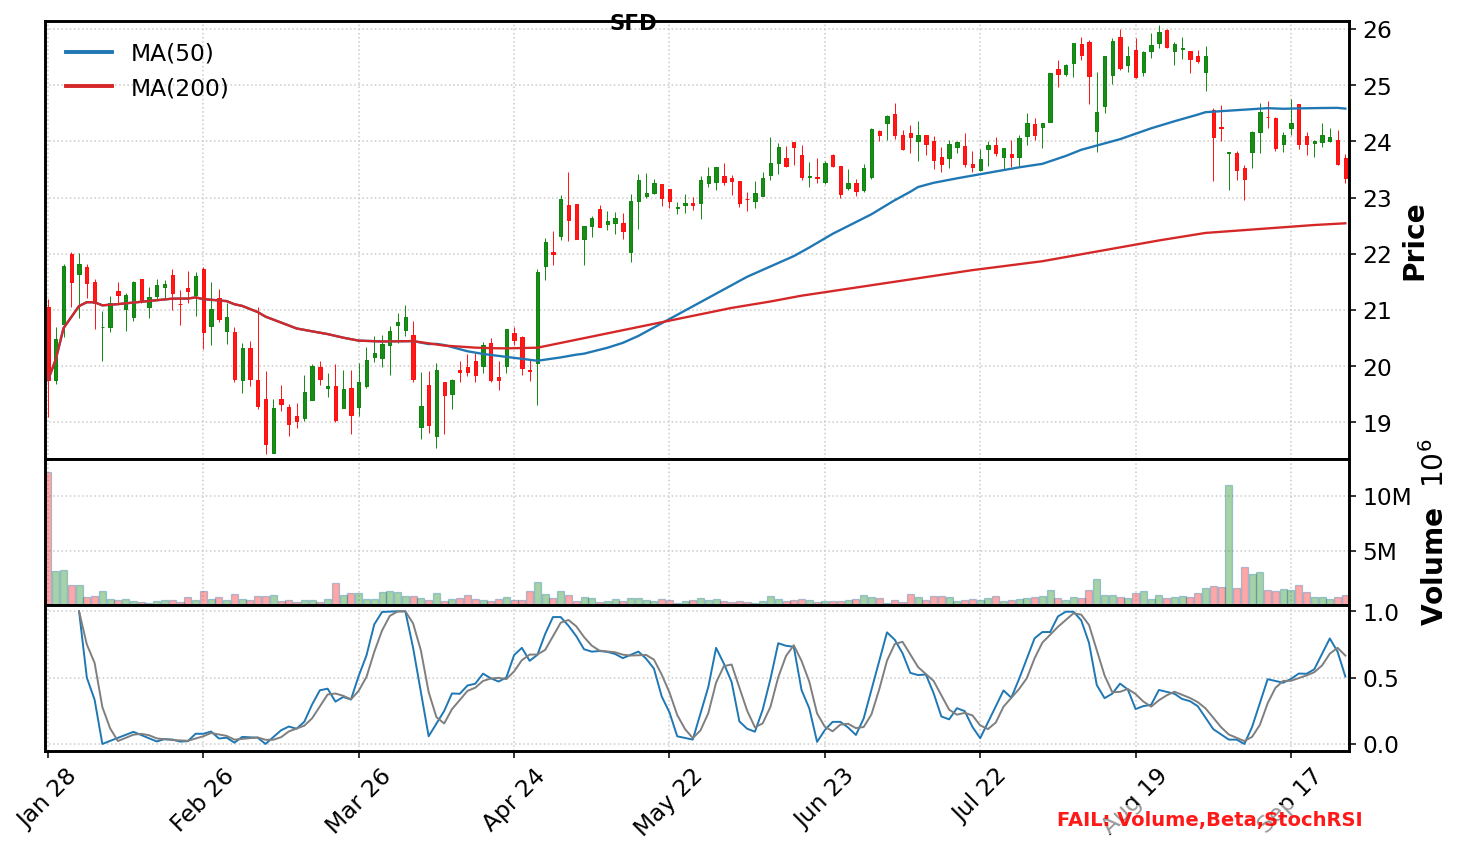 SFD
MA(50)
MA(200)
26
25
24
23
22
21
20
19
Price
10M
5M
Volume 10^6
1.0
0.5
0.0
Jan 28
Feb 26
Mar 26
Apr 24
May 22
Jun 23
Jul 22
Aug 19
Sep 17
FAIL: Volume,Beta,StochRSI